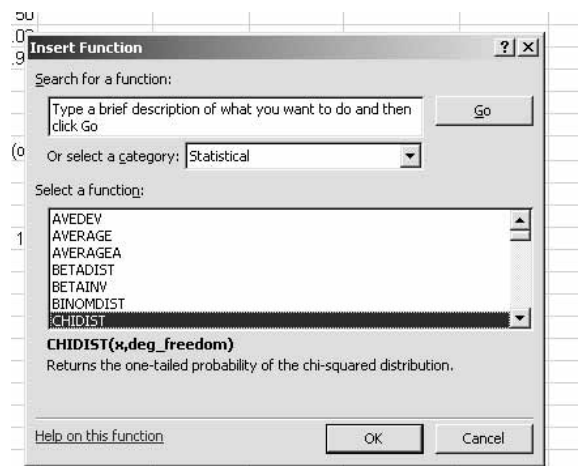 50
Insert Function
Search for a function:
Type a brief description of what you want to do and then
click Go
Go
Or select a category: Statistical
Select a function:
AVEDEV
AVERAGE
AVERAGEA
BETADIST
BETAINV
BINOMDIST
CHIDIST
CHIDIST(x,deg_freedom)
Returns the one-tailed probability of the chi-squared distribution.
Help on this function
OK
Cancel
(o
1